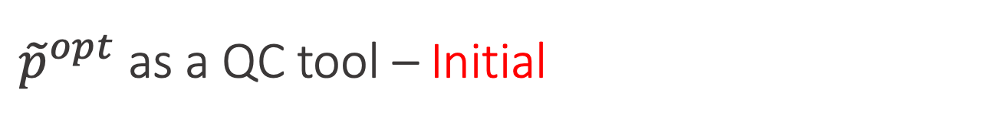 p̃ᵒᵖᵗ as a QC tool – Initial